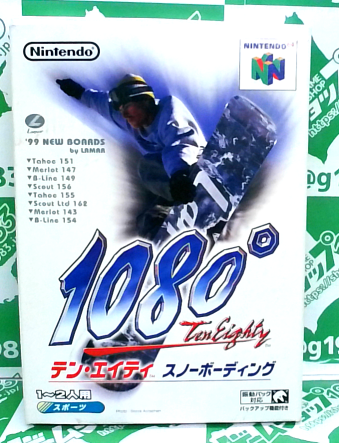 Nintendo
NINTENDO 64
'99 NEW BOARDS
by LAMAR
▼Tahoe 151
▼Merlot 147
▼B-Line 149
▼Scout 156
▼Tahoe 155
▼Scout Ltd 162
▼Merlot 143
▼B-Line 154
1080°
TenEighty
テン・エイティ スノーボーディング
1〜2人用
スポーツ
振動パック
対応
バックアップ機能付き